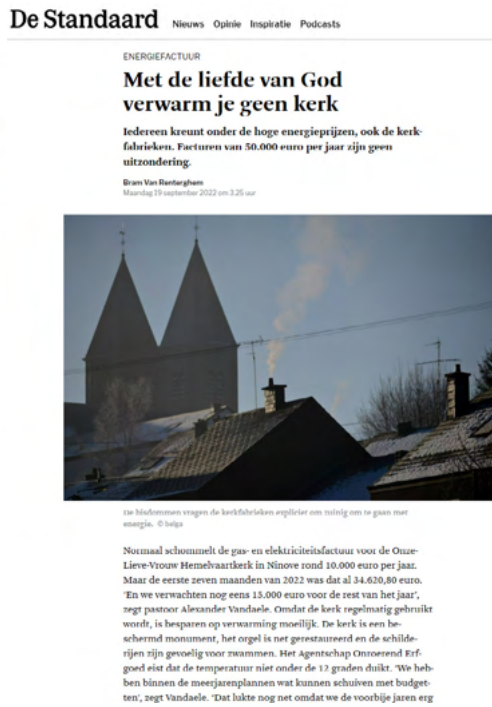 De Standaard
Nieuws Opinie Inspiratie Podcasts
ENERGIEFACTUUR
Met de liefde van God
verwarm je geen kerk
Iedereen kreunt onder de hoge energieprijzen, ook de kerk-
fabrieken. Facturen van 50.000 euro per jaar zijn geen
uitzondering.
Bram Van Renterghem
Maandag 19 september 2022 om 3.25 uur
De bisdommen vragen de kerkfabrieken expliciet om zuinig om te gaan met
energie. © belga
Normaal schommelt de gas- en elektriciteitsfactuur voor de Onze-
Lieve-Vrouw Hemelvaartkerk in Ninove rond 10.000 euro per jaar.
Maar de eerste zeven maanden van 2022 was dat al 34.620,80 euro.
'En we verwachten nog eens 15.000 euro voor de rest van het jaar',
zegt pastoor Alexander Vandaele. Omdat de kerk regelmatig gebruikt
wordt, is besparen op verwarming moeilijk. De kerk is een be-
schermd monument, het orgel is net gerestaureerd en de schilde-
rijen zijn gevoelig voor zwammen. Het Agentschap Onroerend Erf-
goed eist dat de temperatuur niet onder de 12 graden duikt. 'We heb-
ben binnen de meerjarenplannen wat kunnen schuiven met budget-
ten', zegt Vandaele. 'Dat lukte nog net omdat we de voorbije jaren erg